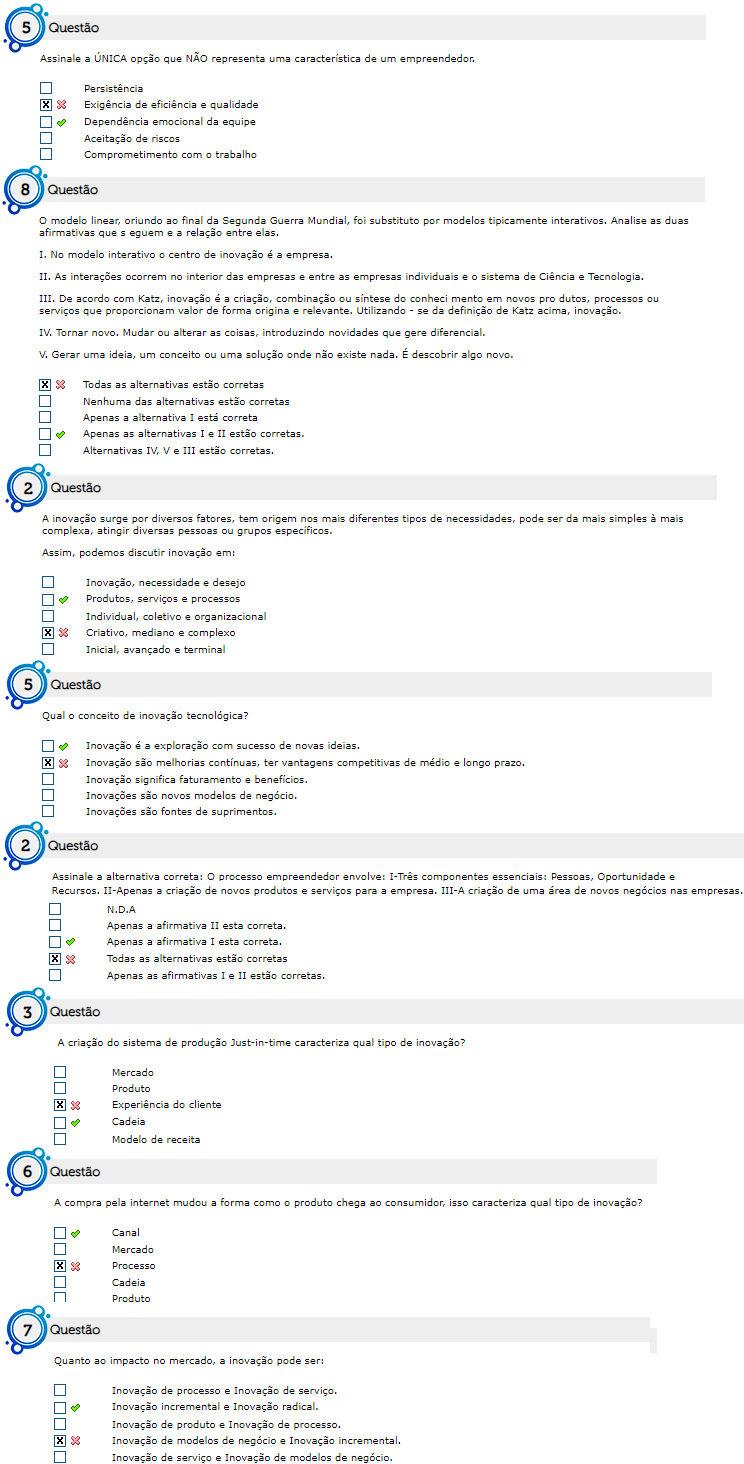 5 Questão
Assinale a ÚNICA opção que NÃO representa uma característica de um empreendedor.
Persistência
X Exigência de eficiência e qualidade
Dependência emocional da equipe
Aceitação de riscos
Comprometimento com o trabalho
8 Questão
O modelo linear, oriundo ao final da Segunda Guerra Mundial, foi substituto por modelos tipicamente interativos. Analise as duas
afirmativas que s eguem e a relação entre elas.
I. No modelo interativo o centro de inovação é a empresa.
II. As interações ocorrem no interior das empresas e entre as empresas individuais e o sistema de Ciência e Tecnologia.
III. De acordo com Katz, inovação é a criação, combinação ou síntese do conheci mento em novos pro dutos, processos ou
serviços que proporcionam valor de forma origina e relevante. Utilizando - se da definição de Katz acima, inovação.
IV. Tornar novo. Mudar ou alterar as coisas, introduzindo novidades que gere diferencial.
V. Gerar uma ideia, um conceito ou uma solução onde não existe nada. É descobrir algo novo.
X Todas as alternativas estão corretas
Nenhuma das alternativas estão corretas
Apenas a alternativa I está correta
Apenas as alternativas I e II estão corretas.
Alternativas IV, V e III estão corretas.
2 Questão
A inovação surge por diversos fatores, tem origem nos mais diferentes tipos de necessidades, pode ser da mais simples à mais
complexa, atingir diversas pessoas ou grupos específicos.
Assim, podemos discutir inovação em:
Inovação, necessidade e desejo
Produtos, serviços e processos
Individual, coletivo e organizacional
X Criativo, mediano e complexo
Inicial, avançado e terminal
5 Questão
Qual o conceito de inovação tecnológica?
Inovação é a exploração com sucesso de novas ideias.
X Inovação são melhorias contínuas, ter vantagens competitivas de médio e longo prazo.
Inovação significa faturamento e benefícios.
Inovações são novos modelos de negócio.
Inovações são fontes de suprimentos.
2 Questão
Assinale a alternativa correta: O processo empreendedor envolve: I-Três componentes essenciais: Pessoas, Oportunidade e
Recursos. II-Apenas a criação de novos produtos e serviços para a empresa. III-A criação de uma área de novos negócios nas empresas.
N.D.A
Apenas a afirmativa II esta correta.
Apenas a afirmativa I esta correta.
X Todas as alternativas estão corretas
Apenas as afirmativas I e II estão corretas.
3 Questão
A criação do sistema de produção Just-in-time caracteriza qual tipo de inovação?
Mercado
Produto
X Experiência do cliente
Cadeia
Modelo de receita
6 Questão
A compra pela internet mudou a forma como o produto chega ao consumidor, isso caracteriza qual tipo de inovação?
Canal
Mercado
X Processo
Cadeia
Produto
7 Questão
Quanto ao impacto no mercado, a inovação pode ser:
Inovação de processo e Inovação de serviço.
Inovação incremental e Inovação radical.
Inovação de produto e Inovação de processo.
X Inovação de modelos de negócio e Inovação incremental.
Inovação de serviço e Inovação de modelos de negócio.